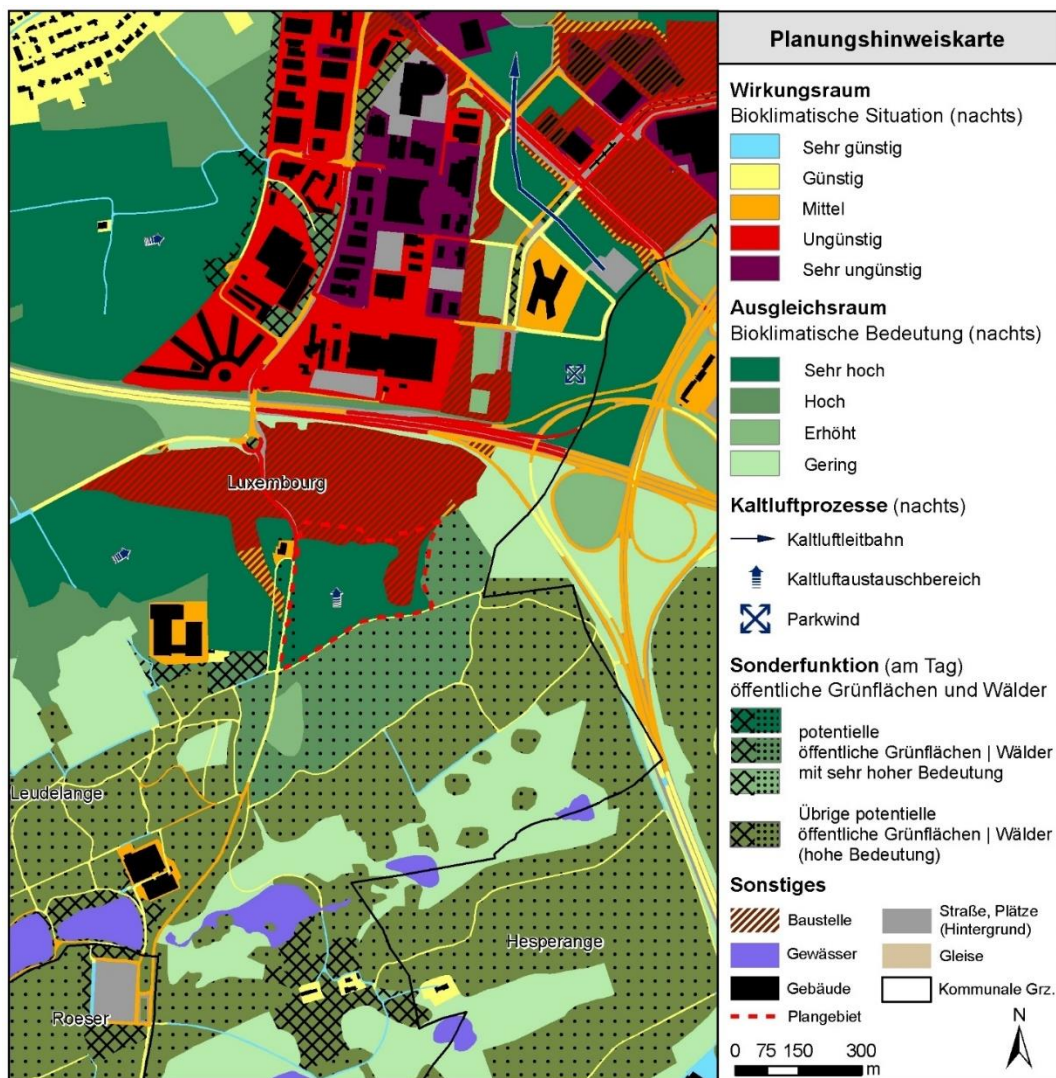 Planungshinweiskarte
Wirkungsraum
Bioklimatische Situation (nachts)
Sehr günstig
Günstig
Mittel
Ungünstig
Sehr ungünstig
Ausgleichsraum
Bioklimatische Bedeutung (nachts)
Sehr hoch
Hoch
Erhöht
Gering
Kaltluftprozesse (nachts)
Kaltluftleitbahn
Kaltluftaustauschbereich
Parkwind
Sonderfunktion (am Tag)
öffentliche Grünflächen und Wälder
potentielle
öffentliche Grünflächen | Wälder
mit sehr hoher Bedeutung
Übrige potentielle
öffentliche Grünflächen | Wälder
(hohe Bedeutung)
Sonstiges
Baustelle
Gewässer
Gebäude
Plangebiet
Straße, Plätze
(Hintergrund)
Gleise
Kommunale Grz.
N
0 75 150 300
m
Luxembourg
Leudelange
Hesperange
Roeser